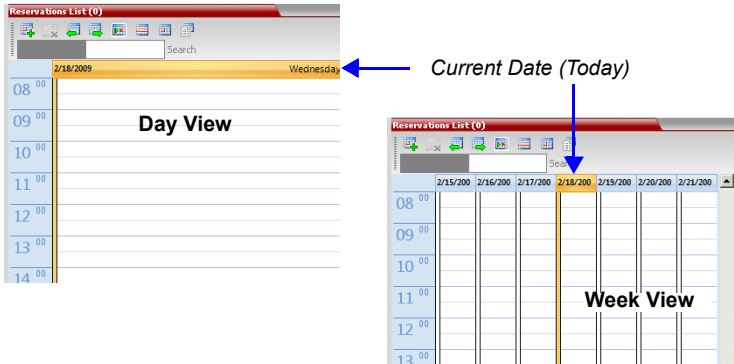 Reservations List (0)
Search
2/18/2009 Wednesday
08 00
09 00
10 00
11 00
12 00
13 00
14 00
Day View
Current Date (Today)
Reservations List (0)
2/15/200 2/16/200 2/17/200 2/18/200 2/19/200 2/20/200 2/21/200
08 00
09 00
10 00
11 00
12 00
13 00
Week View